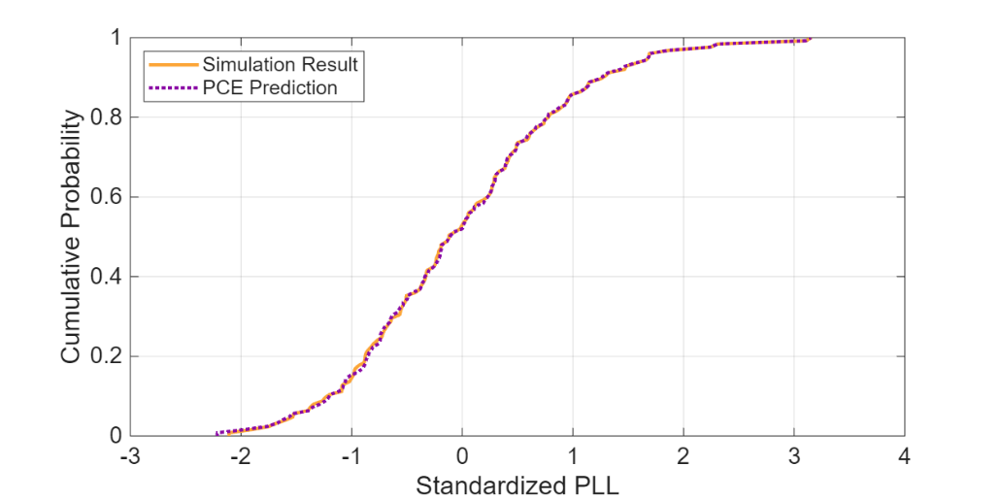 Simulation Result
PCE Prediction
1
0.8
0.6
0.4
0.2
0
Cumulative Probability
-3 -2 -1 0 1 2 3 4
Standardized PLL